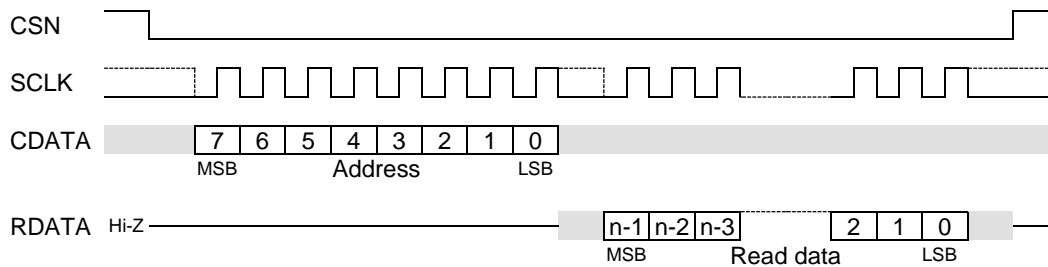 CSN
SCLK
CDATA 7 6 5 4 3 2 1 0
MSB Address LSB
RDATA Hi-Z n-1 n-2 n-3 2 1 0
MSB Read data LSB